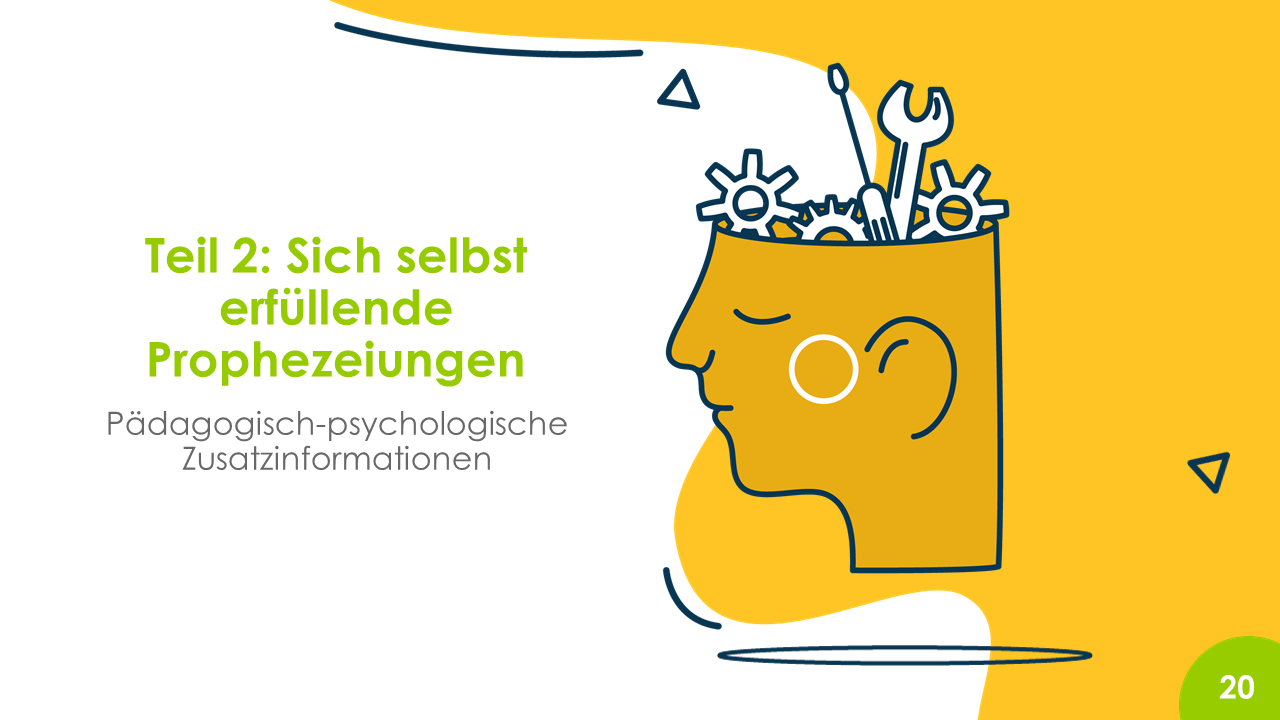 Teil 2: Sich selbst
erfüllende
Prophezeiungen
Pädagogisch-psychologische
Zusatzinformationen
20